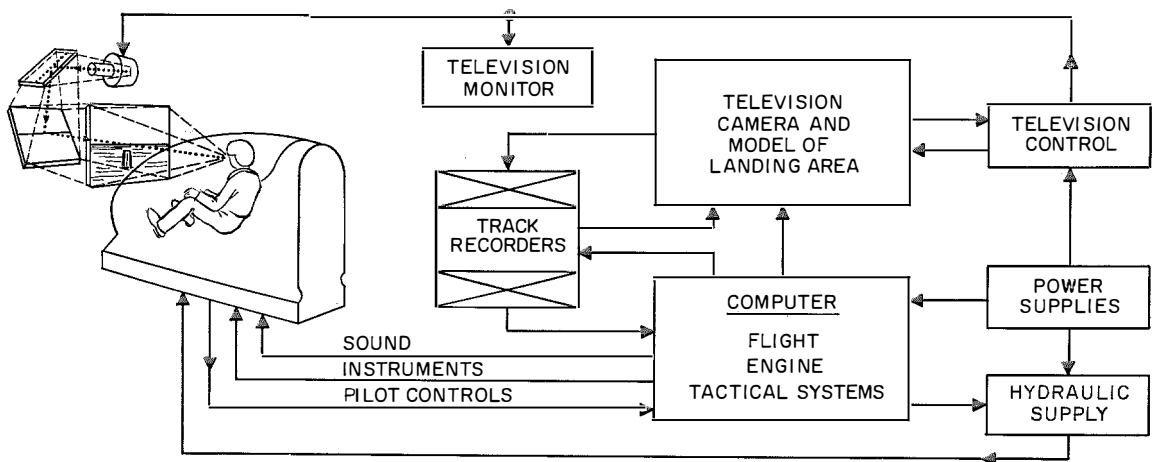 TELEVISION
MONITOR
TELEVISION
CAMERA AND
MODEL OF
LANDING AREA
TELEVISION
CONTROL
TRACK
RECORDERS
COMPUTER
FLIGHT
ENGINE
TACTICAL SYSTEMS
POWER
SUPPLIES
SOUND
INSTRUMENTS
PILOT CONTROLS
HYDRAULIC
SUPPLY